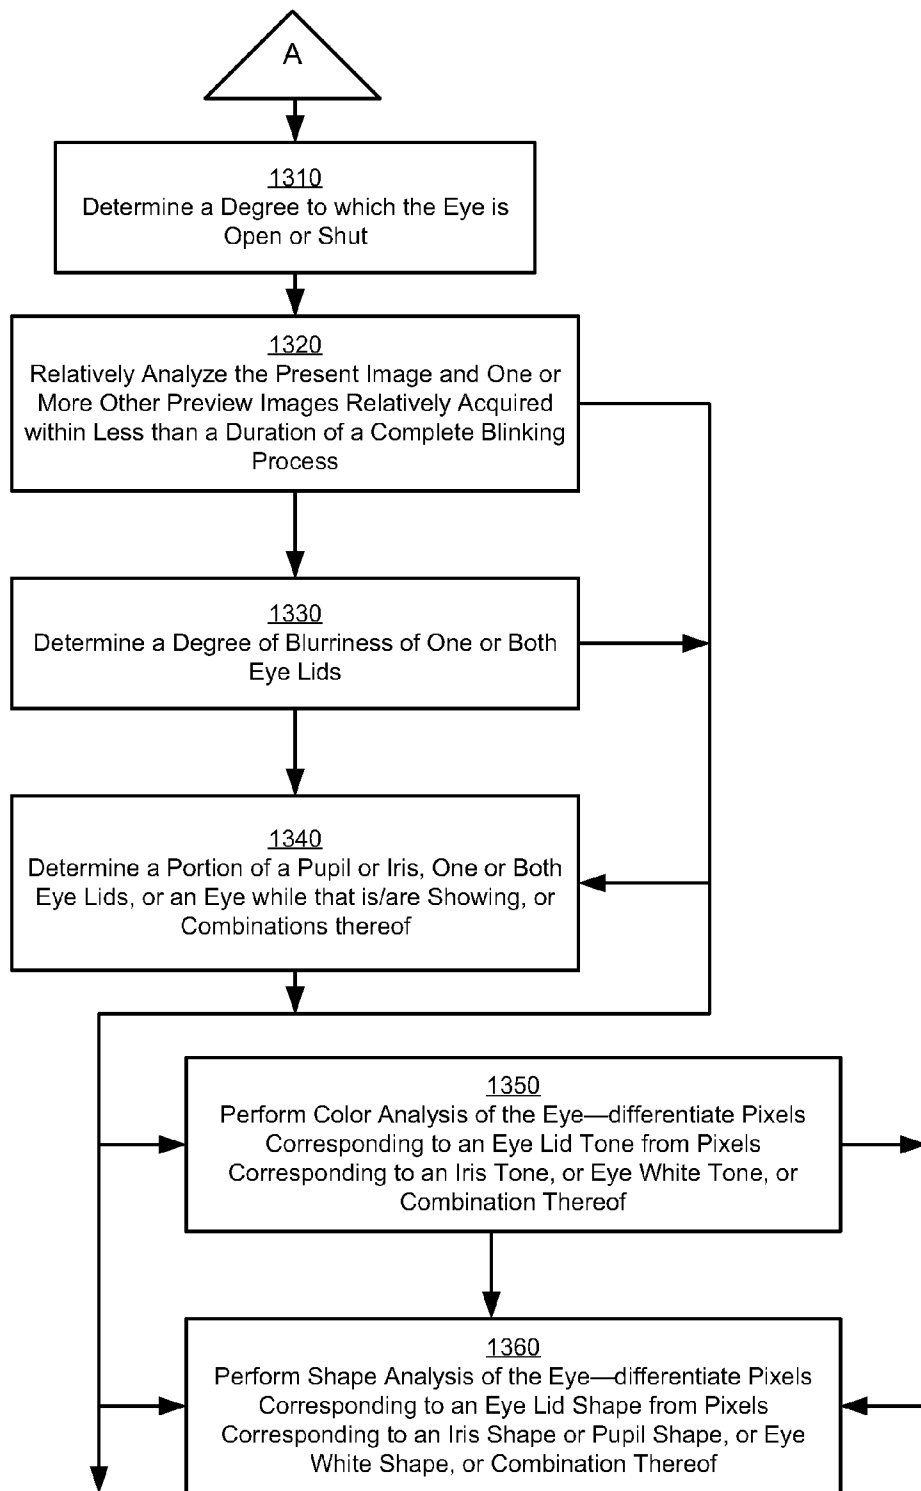 A
1310
Determine a Degree to which the Eye is
Open or Shut
1320
Relatively Analyze the Present Image and One or
More Other Preview Images Relatively Acquired
within Less than a Duration of a Complete Blinking
Process
1330
Determine a Degree of Blurriness of One or Both
Eye Lids
1340
Determine a Portion of a Pupil or Iris, One or Both
Eye Lids, or an Eye while that is/are Showing, or
Combinations thereof
1350
Perform Color Analysis of the Eye—differentiate Pixels
Corresponding to an Eye Lid Tone from Pixels
Corresponding to an Iris Tone, or Eye White Tone, or
Combination Thereof
1360
Perform Shape Analysis of the Eye—differentiate Pixels
Corresponding to an Eye Lid Shape from Pixels
Corresponding to an Iris Shape or Pupil Shape, or Eye
White Shape, or Combination Thereof